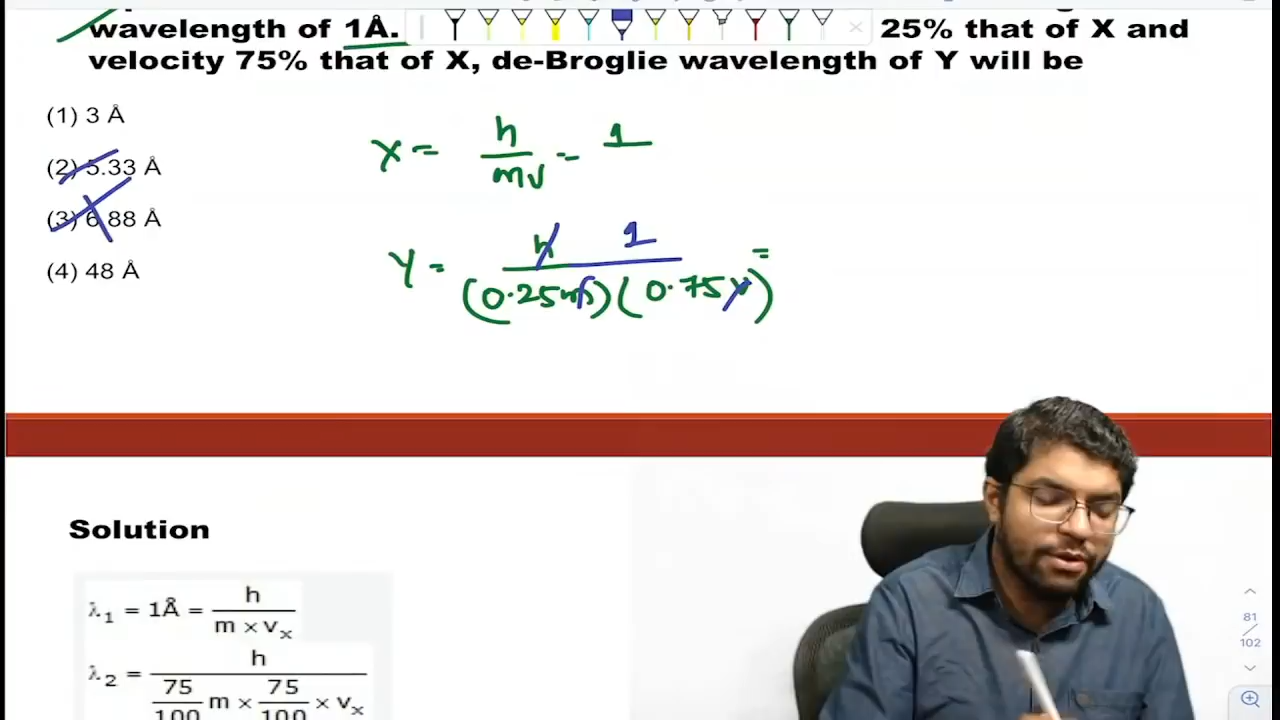 wavelength of 1Å. 25% that of X and
velocity 75% that of X, de-Broglie wavelength of Y will be
(1) 3 Å
(2) 5.33 Å
(3) 6.88 Å
(4) 48 Å
X = h/mv = 1
Y = h 1/(0.25m)(0.75v) =
Solution
λ₁ = 1Å = h/m × vₓ
λ₂ = h/75/100 m × 75/100 × vₓ
81
/
102